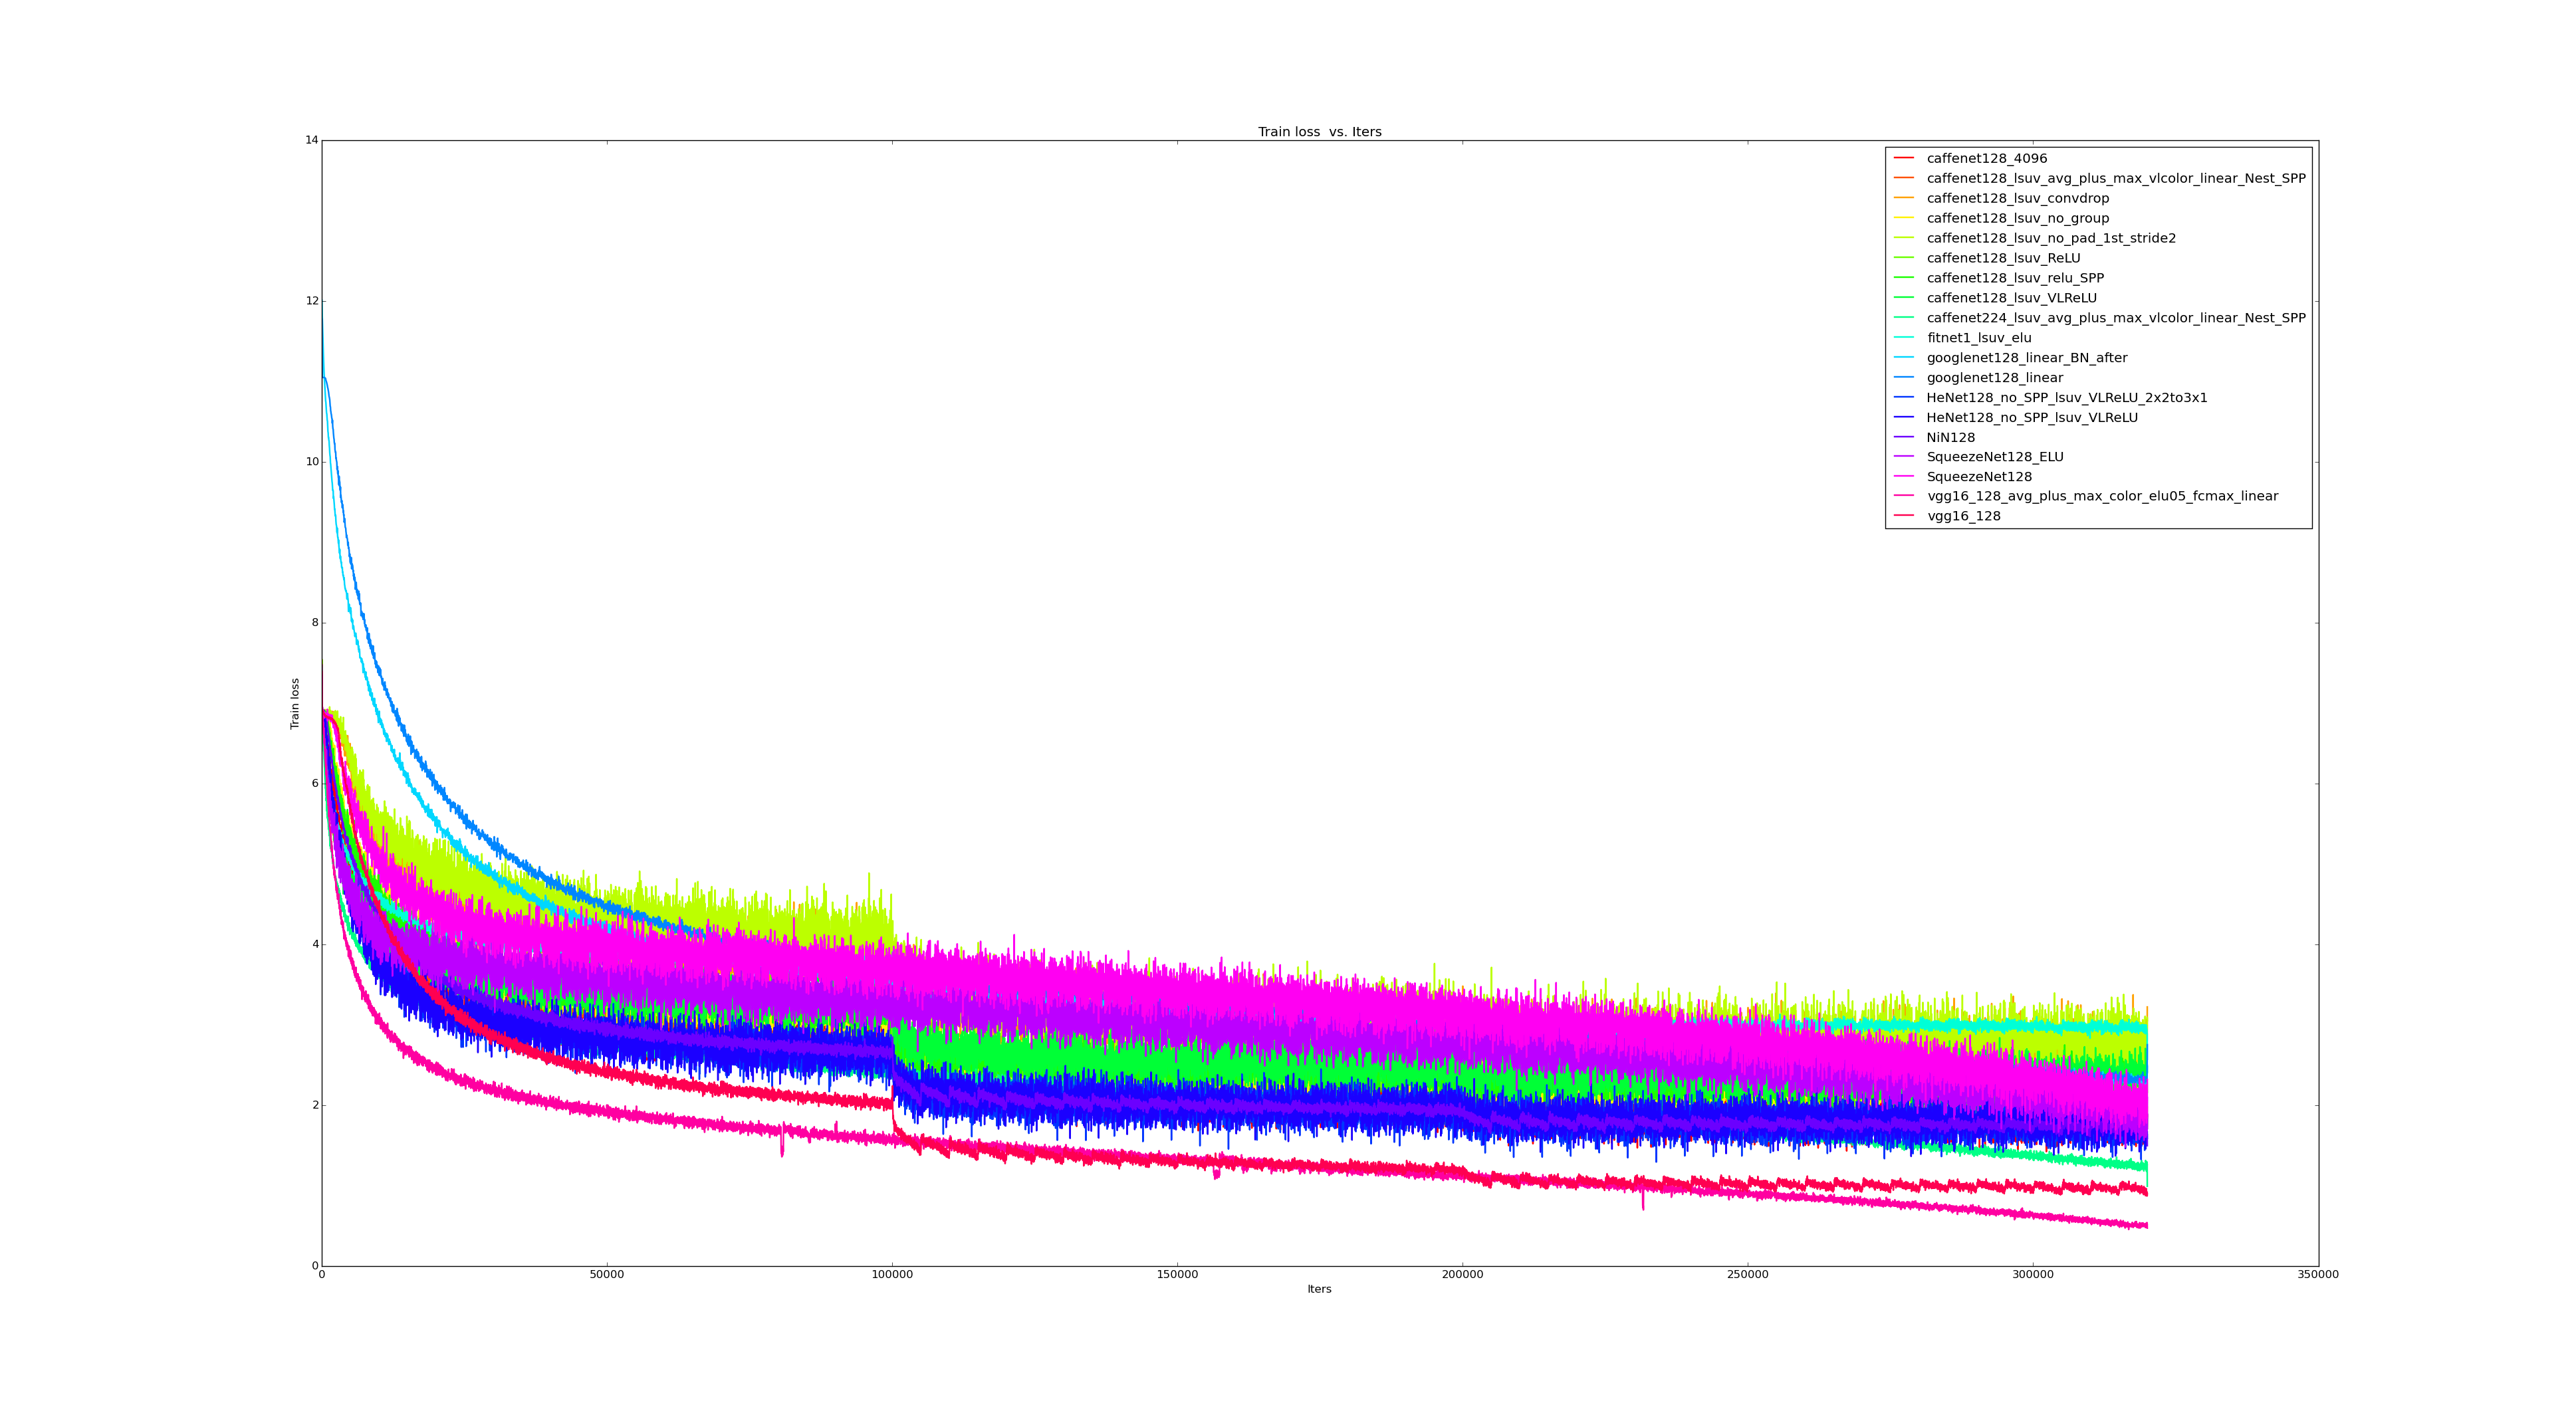 Train loss  vs. Iters
14
12
10
8
6
4
2
0
Train loss
0
50000
100000
150000
200000
250000
300000
350000
Iters
caffenet128_4096
caffenet128_lsuv_avg_plus_max_vlcolor_linear_Nest_SPP
caffenet128_lsuv_convdrop
caffenet128_lsuv_no_group
caffenet128_lsuv_no_pad_1st_stride2
caffenet128_lsuv_ReLU
caffenet128_lsuv_relu_SPP
caffenet128_lsuv_VLReLU
caffenet224_lsuv_avg_plus_max_vlcolor_linear_Nest_SPP
fitnet1_lsuv_elu
googlenet128_linear_BN_after
googlenet128_linear
HeNet128_no_SPP_lsuv_VLReLU_2x2to3x1
HeNet128_no_SPP_lsuv_VLReLU
NiN128
SqueezeNet128_ELU
SqueezeNet128
vgg16_128_avg_plus_max_color_elu05_fcmax_linear
vgg16_128